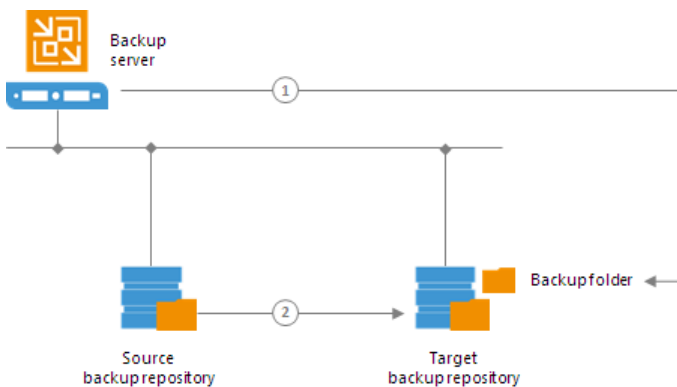 Backup
server
1
Backup folder
2
Source
backup repository
Target
backup repository